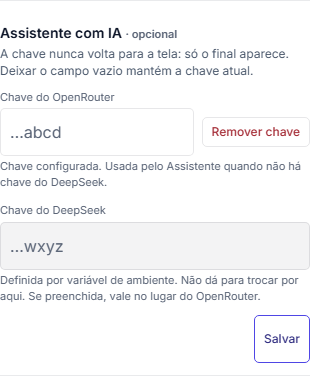 Assistente com IA · opcional
A chave nunca volta para a tela: só o final aparece.
Deixar o campo vazio mantém a chave atual.
Chave do OpenRouter
...abcd
Remover chave
Chave configurada. Usada pelo Assistente quando não há
chave do DeepSeek.
Chave do DeepSeek
...wxyz
Definida por variável de ambiente. Não dá para trocar por
aqui. Se preenchida, vale no lugar do OpenRouter.
Salvar